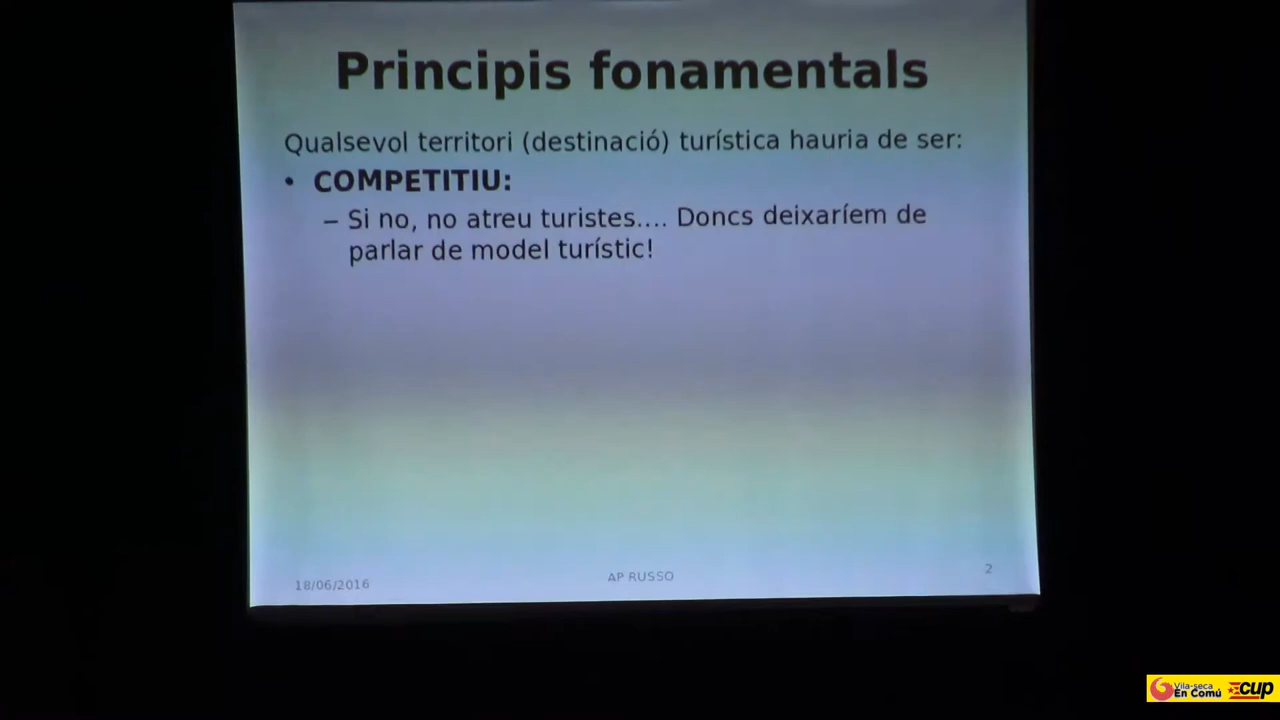 Principis fonamentals
Qualsevol territori (destinació) turística hauria de ser:
• COMPETITIU:
– Si no, no atreu turistes.... Doncs deixaríem de
parlar de model turístic!
18/06/2016
AP RUSSO
2
Vila-seca
En Comú
CUP